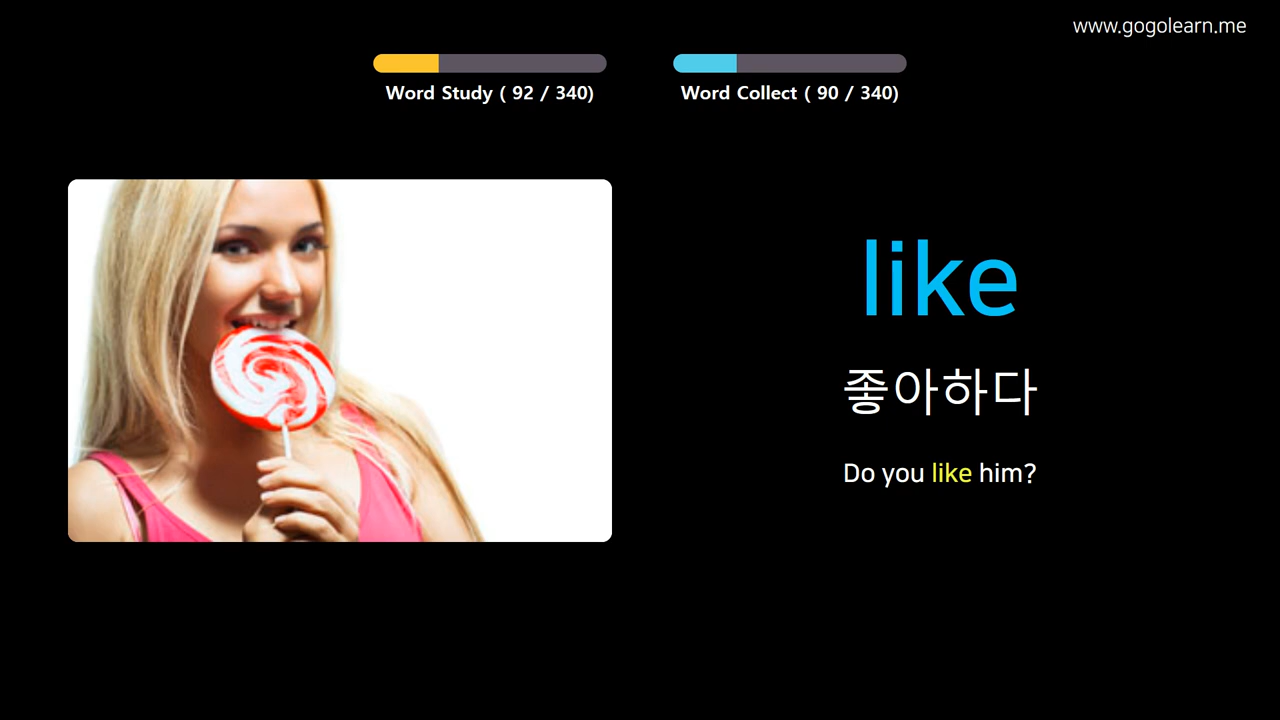 www.gogolearn.me
Word Study ( 92 / 340)
Word Collect ( 90 / 340)
like
좋아하다
Do you like him?